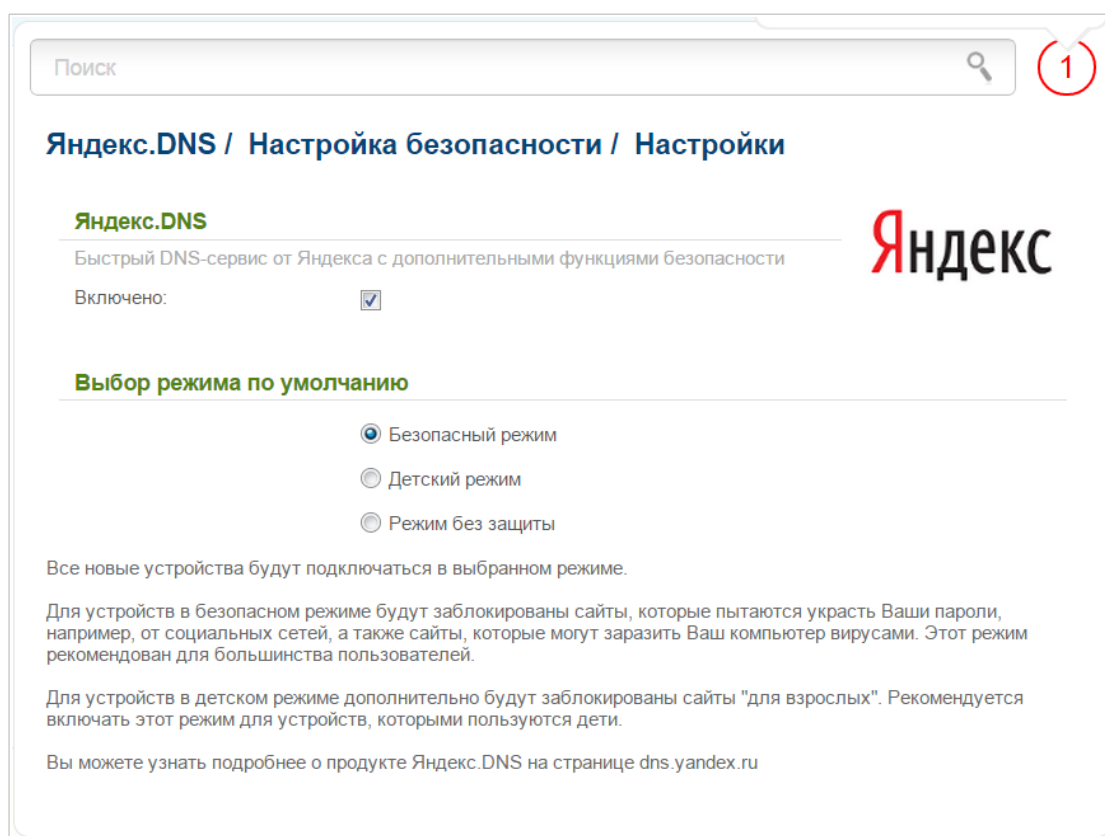 Поиск
1
Яндекс.DNS / Настройка безопасности / Настройки
Яндекс.DNS
Яндекс
Быстрый DNS-сервис от Яндекса с дополнительными функциями безопасности
Включено:
Выбор режима по умолчанию
Безопасный режим
Детский режим
Режим без защиты
Все новые устройства будут подключаться в выбранном режиме.
Для устройств в безопасном режиме будут заблокированы сайты, которые пытаются украсть Ваши пароли,
например, от социальных сетей, а также сайты, которые могут заразить Ваш компьютер вирусами. Этот режим
рекомендован для большинства пользователей.
Для устройств в детском режиме дополнительно будут заблокированы сайты "для взрослых". Рекомендуется
включать этот режим для устройств, которыми пользуются дети.
Вы можете узнать подробнее о продукте Яндекс.DNS на странице dns.yandex.ru